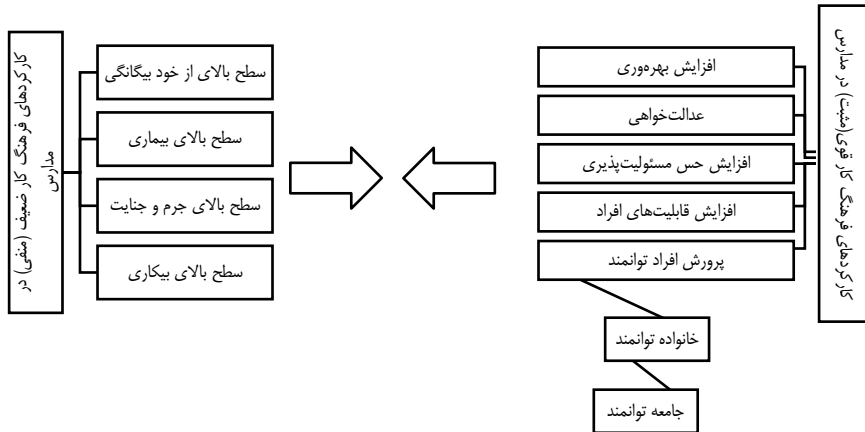 کارکردهای فرهنگ کار قوی(مثبت) در مدارس
افزایش بهره‌وری
عدالت‌خواهی
افزایش حس مسئولیت‌پذیری
افزایش قابلیت‌های افراد
پرورش افراد توانمند
خانواده توانمند
جامعه توانمند
کارکردهای فرهنگ کار ضعیف (منفی) در
مدارس
سطح بالای از خود بیگانگی
سطح بالای بیماری
سطح بالای جرم و جنایت
سطح بالای بیکاری